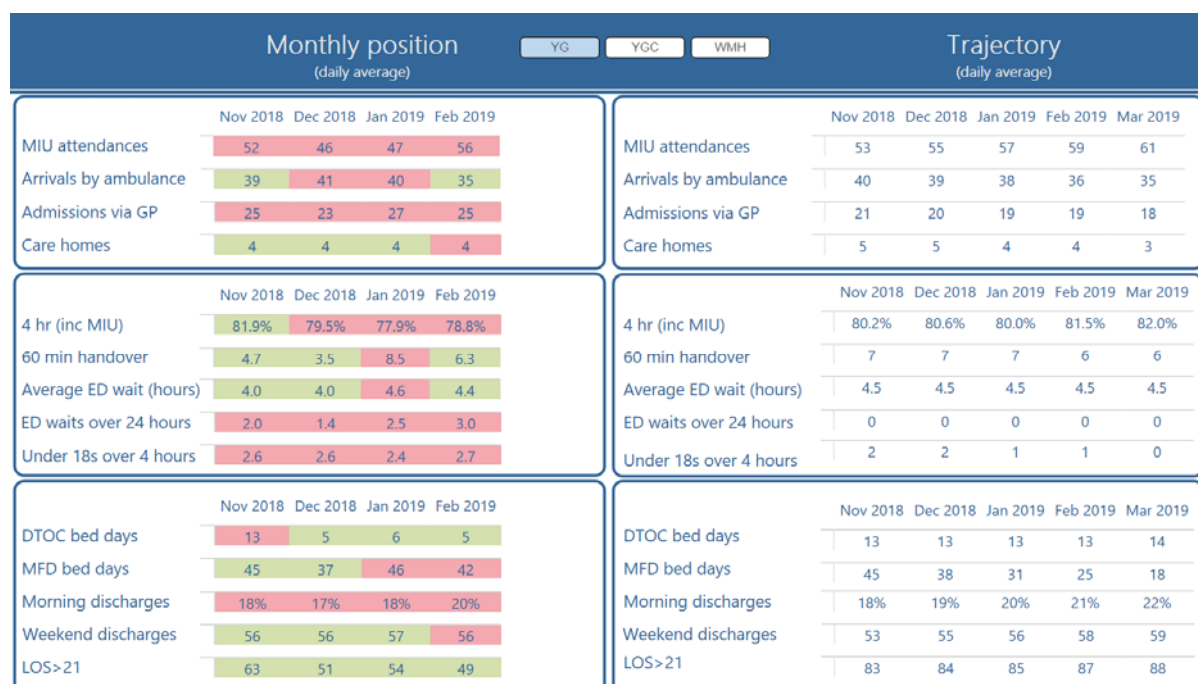 Monthly position YG YGC WMH Trajectory
(daily average) (daily average)
Nov 2018 Dec 2018 Jan 2019 Feb 2019
MIU attendances 52 46 47 56
Arrivals by ambulance 39 41 40 35
Admissions via GP 25 23 27 25
Care homes 4 4 4 4
Nov 2018 Dec 2018 Jan 2019 Feb 2019 Mar 2019
MIU attendances 53 55 57 59 61
Arrivals by ambulance 40 39 38 36 35
Admissions via GP 21 20 19 19 18
Care homes 5 5 4 4 3
Nov 2018 Dec 2018 Jan 2019 Feb 2019
4 hr (inc MIU) 81.9% 79.5% 77.9% 78.8%
60 min handover 4.7 3.5 8.5 6.3
Average ED wait (hours) 4.0 4.0 4.6 4.4
ED waits over 24 hours 2.0 1.4 2.5 3.0
Under 18s over 4 hours 2.6 2.6 2.4 2.7
Nov 2018 Dec 2018 Jan 2019 Feb 2019 Mar 2019
4 hr (inc MIU) 80.2% 80.6% 80.0% 81.5% 82.0%
60 min handover 7 7 7 6 6
Average ED wait (hours) 4.5 4.5 4.5 4.5 4.5
ED waits over 24 hours 0 0 0 0 0
Under 18s over 4 hours 2 2 1 1 0
Nov 2018 Dec 2018 Jan 2019 Feb 2019
DTOC bed days 13 5 6 5
MFD bed days 45 37 46 42
Morning discharges 18% 17% 18% 20%
Weekend discharges 56 56 57 56
LOS>21 63 51 54 49
Nov 2018 Dec 2018 Jan 2019 Feb 2019 Mar 2019
DTOC bed days 13 13 13 13 14
MFD bed days 45 38 31 25 18
Morning discharges 18% 19% 20% 21% 22%
Weekend discharges 53 55 56 58 59
LOS>21 83 84 85 87 88